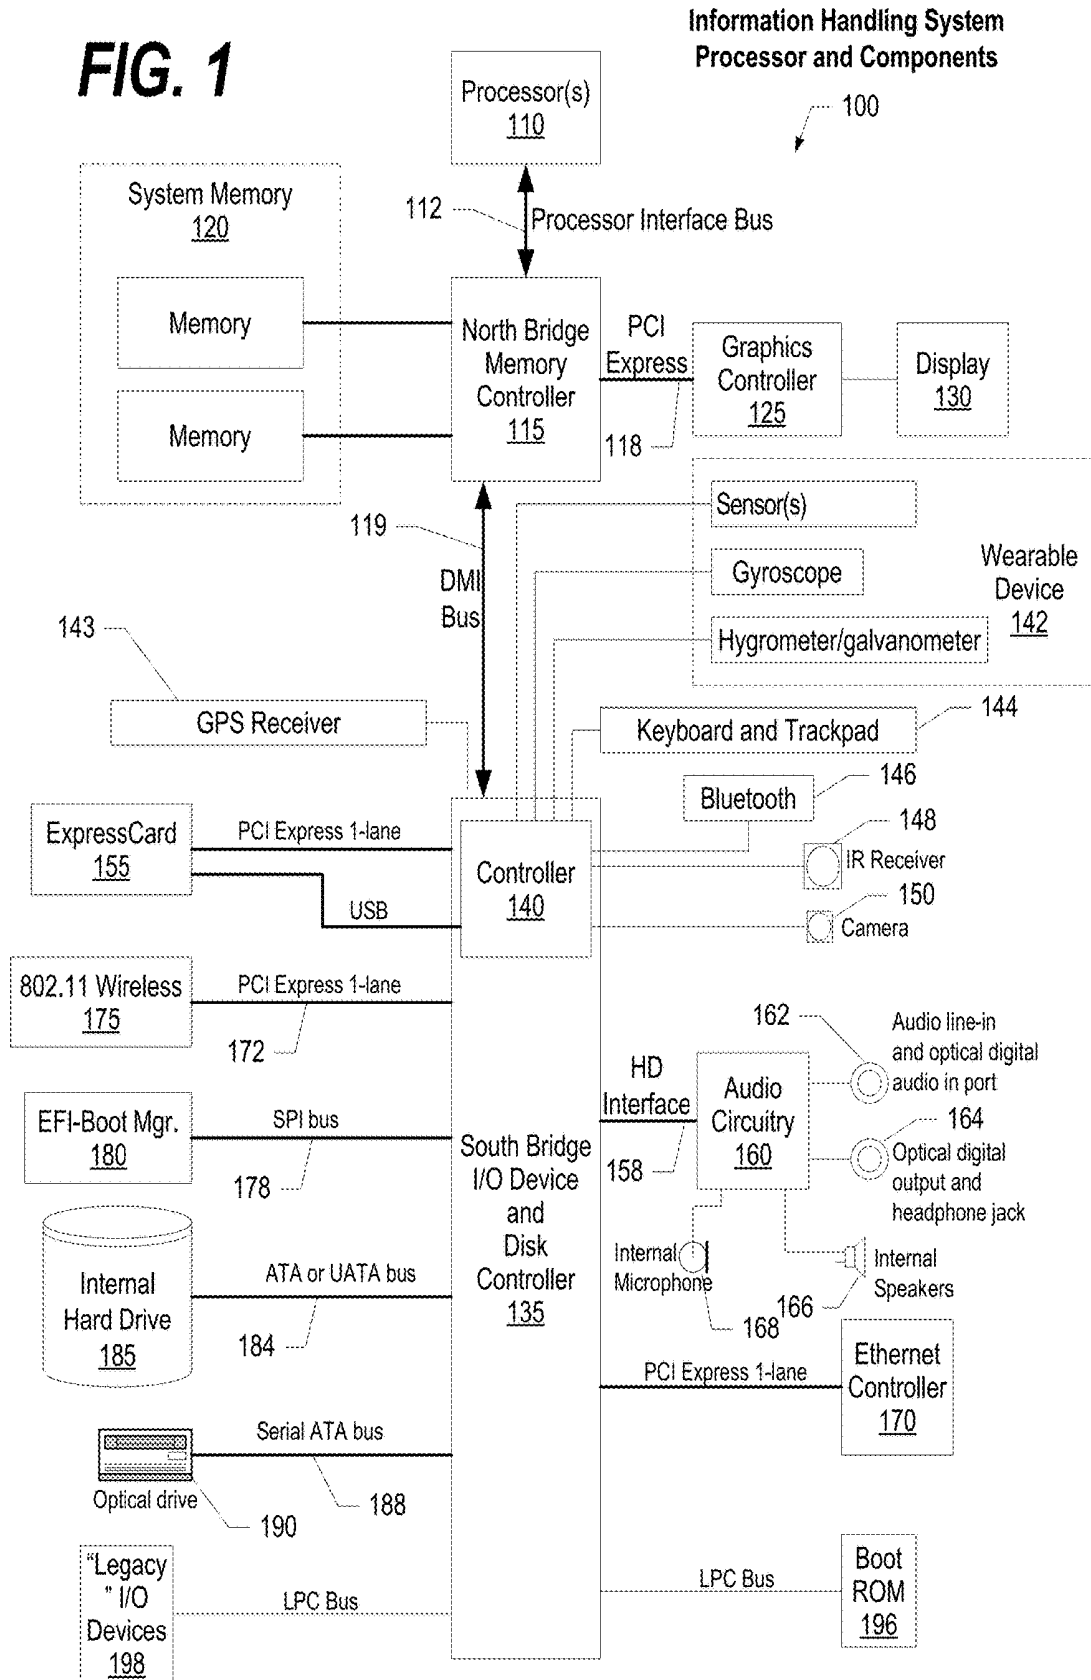 Information Handling System
Processor and Components
FIG. 1
100
Processor(s)
110
112
Processor Interface Bus
System Memory
120
Memory
Memory
North Bridge
Memory
Controller
115
PCI
Express
118
Graphics
Controller
125
Display
130
119
DMI
Bus
Sensor(s)
Gyroscope
Hygrometer/galvanometer
Wearable
Device
142
143
GPS Receiver
Keyboard and Trackpad
144
Bluetooth
146
148
IR Receiver
150
Camera
ExpressCard
155
PCI Express 1-lane
USB
Controller
140
802.11 Wireless
175
PCI Express 1-lane
172
EFI-Boot Mgr.
180
SPI bus
178
South Bridge
I/O Device
and
Disk
Controller
135
HD
Interface
158
Audio
Circuitry
160
162
Audio line-in
and optical digital
audio in port
164
Optical digital
output and
headphone jack
Internal
Microphone
168
Internal
Speakers
166
Internal
Hard Drive
185
ATA or UATA bus
184
PCI Express 1-lane
Ethernet
Controller
170
Optical drive
190
Serial ATA bus
188
“Legacy
” I/O
Devices
198
LPC Bus
LPC Bus
Boot
ROM
196